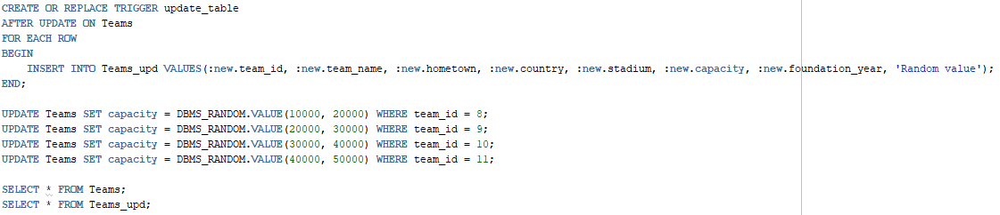 CREATE OR REPLACE TRIGGER update_table
AFTER UPDATE ON Teams
FOR EACH ROW
BEGIN
    INSERT INTO Teams_upd VALUES(:new.team_id, :new.team_name, :new.hometown, :new.country, :new.stadium, :new.capacity, :new.foundation_year, 'Random value');
END;

UPDATE Teams SET capacity = DBMS_RANDOM.VALUE(10000, 20000) WHERE team_id = 8;
UPDATE Teams SET capacity = DBMS_RANDOM.VALUE(20000, 30000) WHERE team_id = 9;
UPDATE Teams SET capacity = DBMS_RANDOM.VALUE(30000, 40000) WHERE team_id = 10;
UPDATE Teams SET capacity = DBMS_RANDOM.VALUE(40000, 50000) WHERE team_id = 11;

SELECT * FROM Teams;
SELECT * FROM Teams_upd;